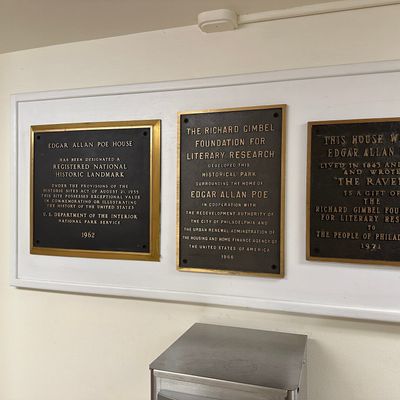 EDGAR ALLAN POE HOUSE
HAS BEEN DESIGNATED A
REGISTERED NATIONAL
HISTORIC LANDMARK
UNDER THE PROVISIONS OF THE
HISTORIC SITES ACT OF AUGUST 21, 1935
THIS SITE POSSESSES EXCEPTIONAL VALUE
IN COMMEMORATING OR ILLUSTRATING
THE HISTORY OF THE UNITED STATES
U. S. DEPARTMENT OF THE INTERIOR
NATIONAL PARK SERVICE
1962
THE RICHARD GIMBEL
FOUNDATION FOR
LITERARY RESEARCH
DEVELOPED THIS
HISTORICAL PARK
SURROUNDING THE HOME OF
EDGAR ALLAN POE
IN COOPERATION WITH
THE REDEVELOPMENT AUTHORITY OF
THE CITY OF PHILADELPHIA AND
THE URBAN RENEWAL ADMINISTRATION OF
THE HOUSING AND HOME FINANCE AGENCY OF
THE UNITED STATES OF AMERICA
1966
THIS HOUSE W
EDGAR ALLAN
LIVED IN 1843 AND
AND WROTE
"THE RAVE
IS A GIFT O
THE
RICHARD GIMBEL FOU
FOR LITERARY RES
TO
THE PEOPLE OF PHILAD
1971